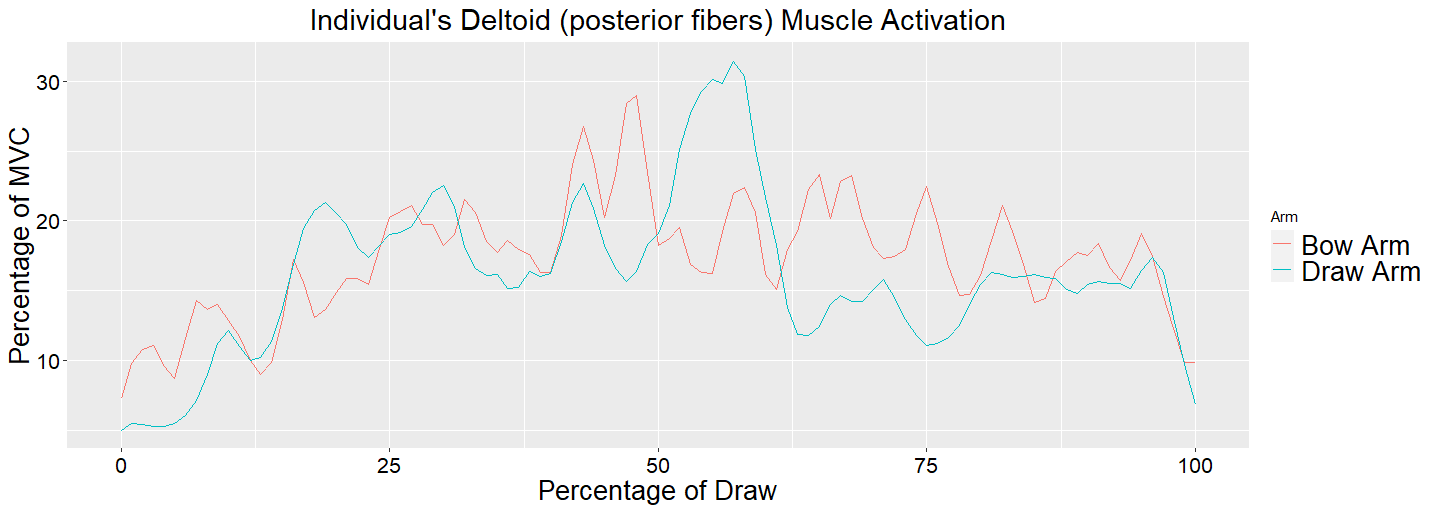 Individual's Deltoid (posterior fibers) Muscle Activation
Percentage of MVC
30
20
10
0
25
50
75
100
Percentage of Draw
Arm
Bow Arm
Draw Arm